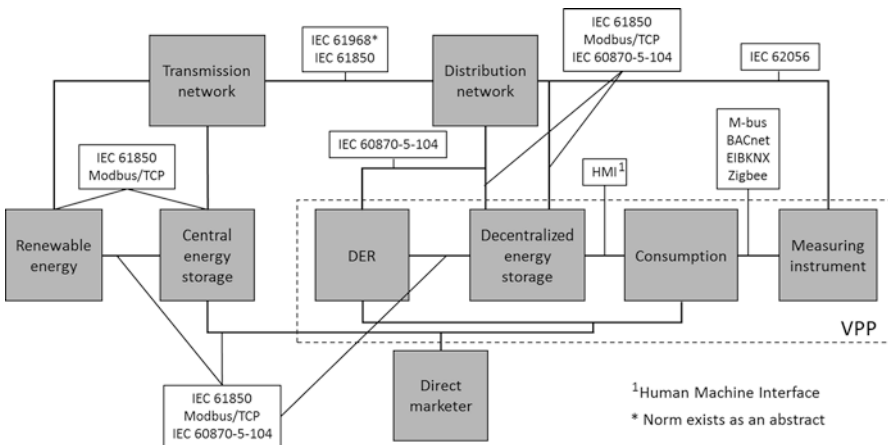 IEC 61968*
IEC 61850
IEC 61850
Modbus/TCP
IEC 60870-5-104
IEC 62056
Transmission
network
Distribution
network
M-bus
BACnet
EIBKNX
Zigbee
IEC 60870-5-104
IEC 61850
Modbus/TCP
HMI1
Renewable
energy
Central
energy
storage
DER
Decentralized
energy
storage
Consumption
Measuring
instrument
VPP
Direct
marketer
IEC 61850
Modbus/TCP
IEC 60870-5-104
1Human Machine Interface
* Norm exists as an abstract